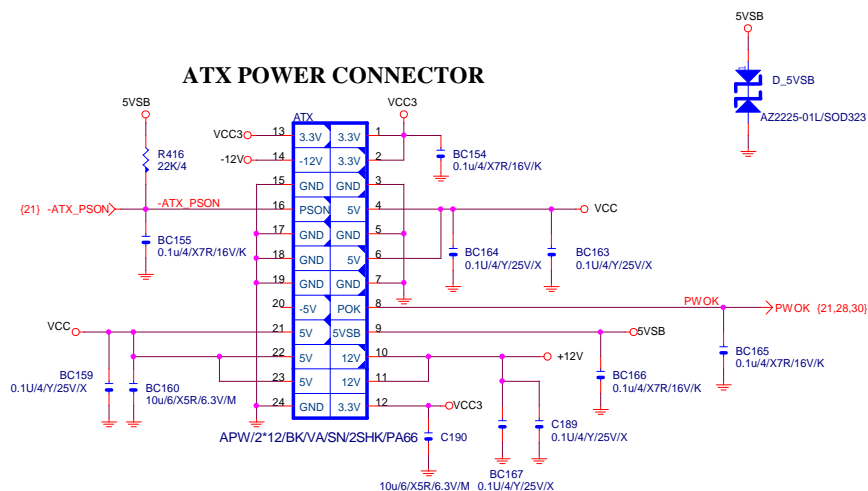 5VSB
D_5VSB
1
AZ2225-01L/SOD323
ATX POWER CONNECTOR
5VSB
R416
22K/4
VCC3
ATX
VCC3
BC154
0.1u/4/X7R/16V/K
-12V
{21} -ATX_PSON
-ATX_PSON
BC155
0.1u/4/X7R/16V/K
13 3.3V 3.3V 1
14 -12V 3.3V 2
15 GND GND 3
16 PSON 5V 4
17 GND GND 5
18 GND 5V 6
19 GND GND 7
20 -5V POK 8
21 5V 5VSB 9
22 5V 12V 10
23 5V 12V 11
24 GND 3.3V 12
VCC
BC164
0.1U/4/Y/25V/X
BC163
0.1U/4/Y/25V/X
PWOK
PWOK {21,28,30}
VCC
5VSB
BC165
0.1u/4/X7R/16V/K
+12V
BC159
0.1U/4/Y/25V/X
BC160
10u/6/X5R/6.3V/M
BC166
0.1u/4/X7R/16V/K
VCC3
APW/2*12/BK/VA/SN/2SHK/PA66
C190
10u/6/X5R/6.3V/M
C189
0.1U/4/Y/25V/X
BC167
0.1U/4/Y/25V/X